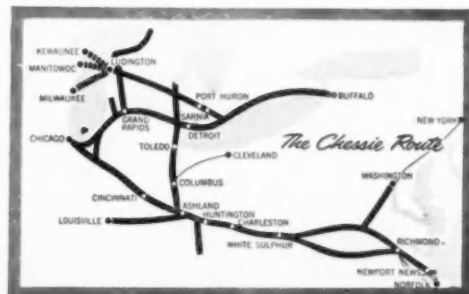 KEWAUNEE
MANITOWOC
LUDINGTON
MILWAUKEE
PORT HURON
BUFFALO
SARNIA
GRAND
RAPIDS
DETROIT
NEW YORK
CHICAGO
TOLEDO
The Chessie Route
CLEVELAND
WASHINGTON
COLUMBUS
CINCINNATI
ASHLAND
LOUISVILLE
HUNTINGTON
CHARLESTON
RICHMOND
WHITE SULPHUR
NEWPORT NEWS
NORFOLK